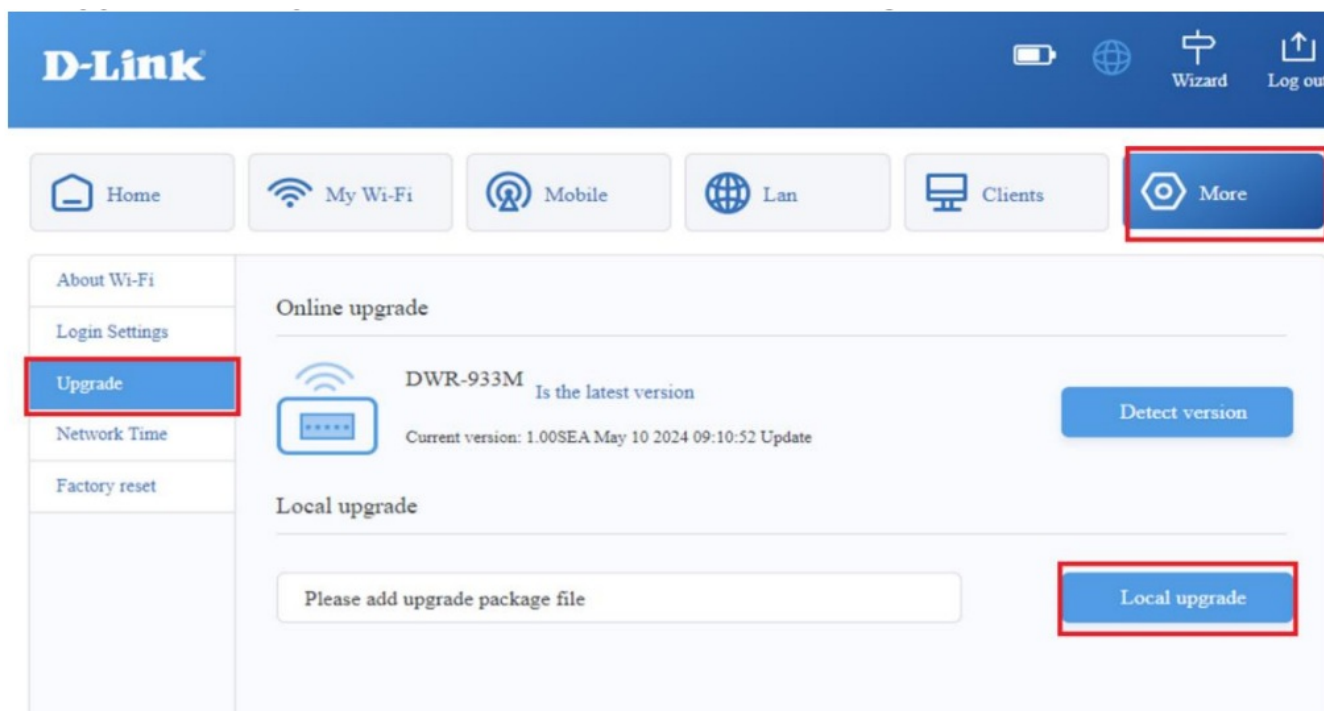 D-Link
Wizard
Log out
Home
My Wi-Fi
Mobile
Lan
Clients
More
About Wi-Fi
Login Settings
Upgrade
Network Time
Factory reset
Online upgrade
DWR-933M
Is the latest version
Current version: 1.00SEA May 10 2024 09:10:52 Update
Detect version
Local upgrade
Please add upgrade package file
Local upgrade